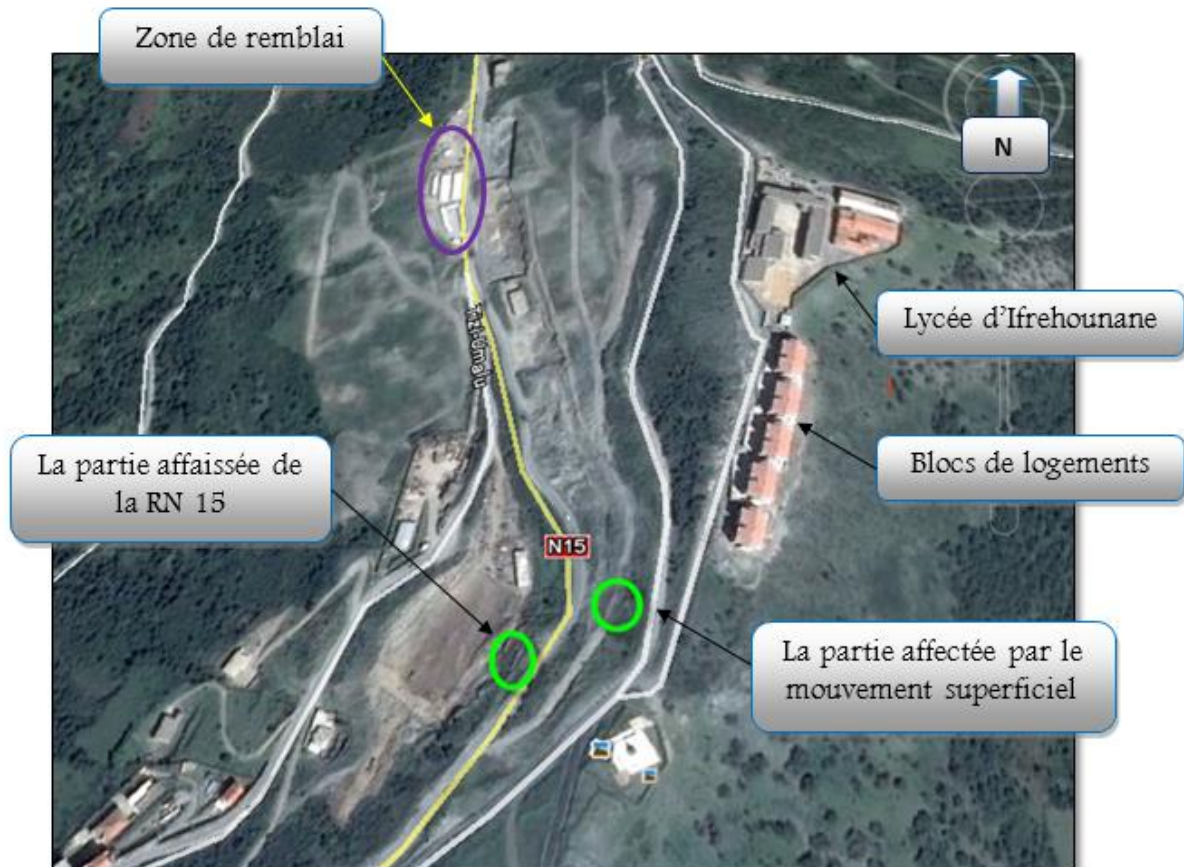 Zone de remblai
N
Lycée d'Ifrehounane
La partie affaissée de
la RN 15
Blocs de logements
N15
La partie affectée par le
mouvement superficiel